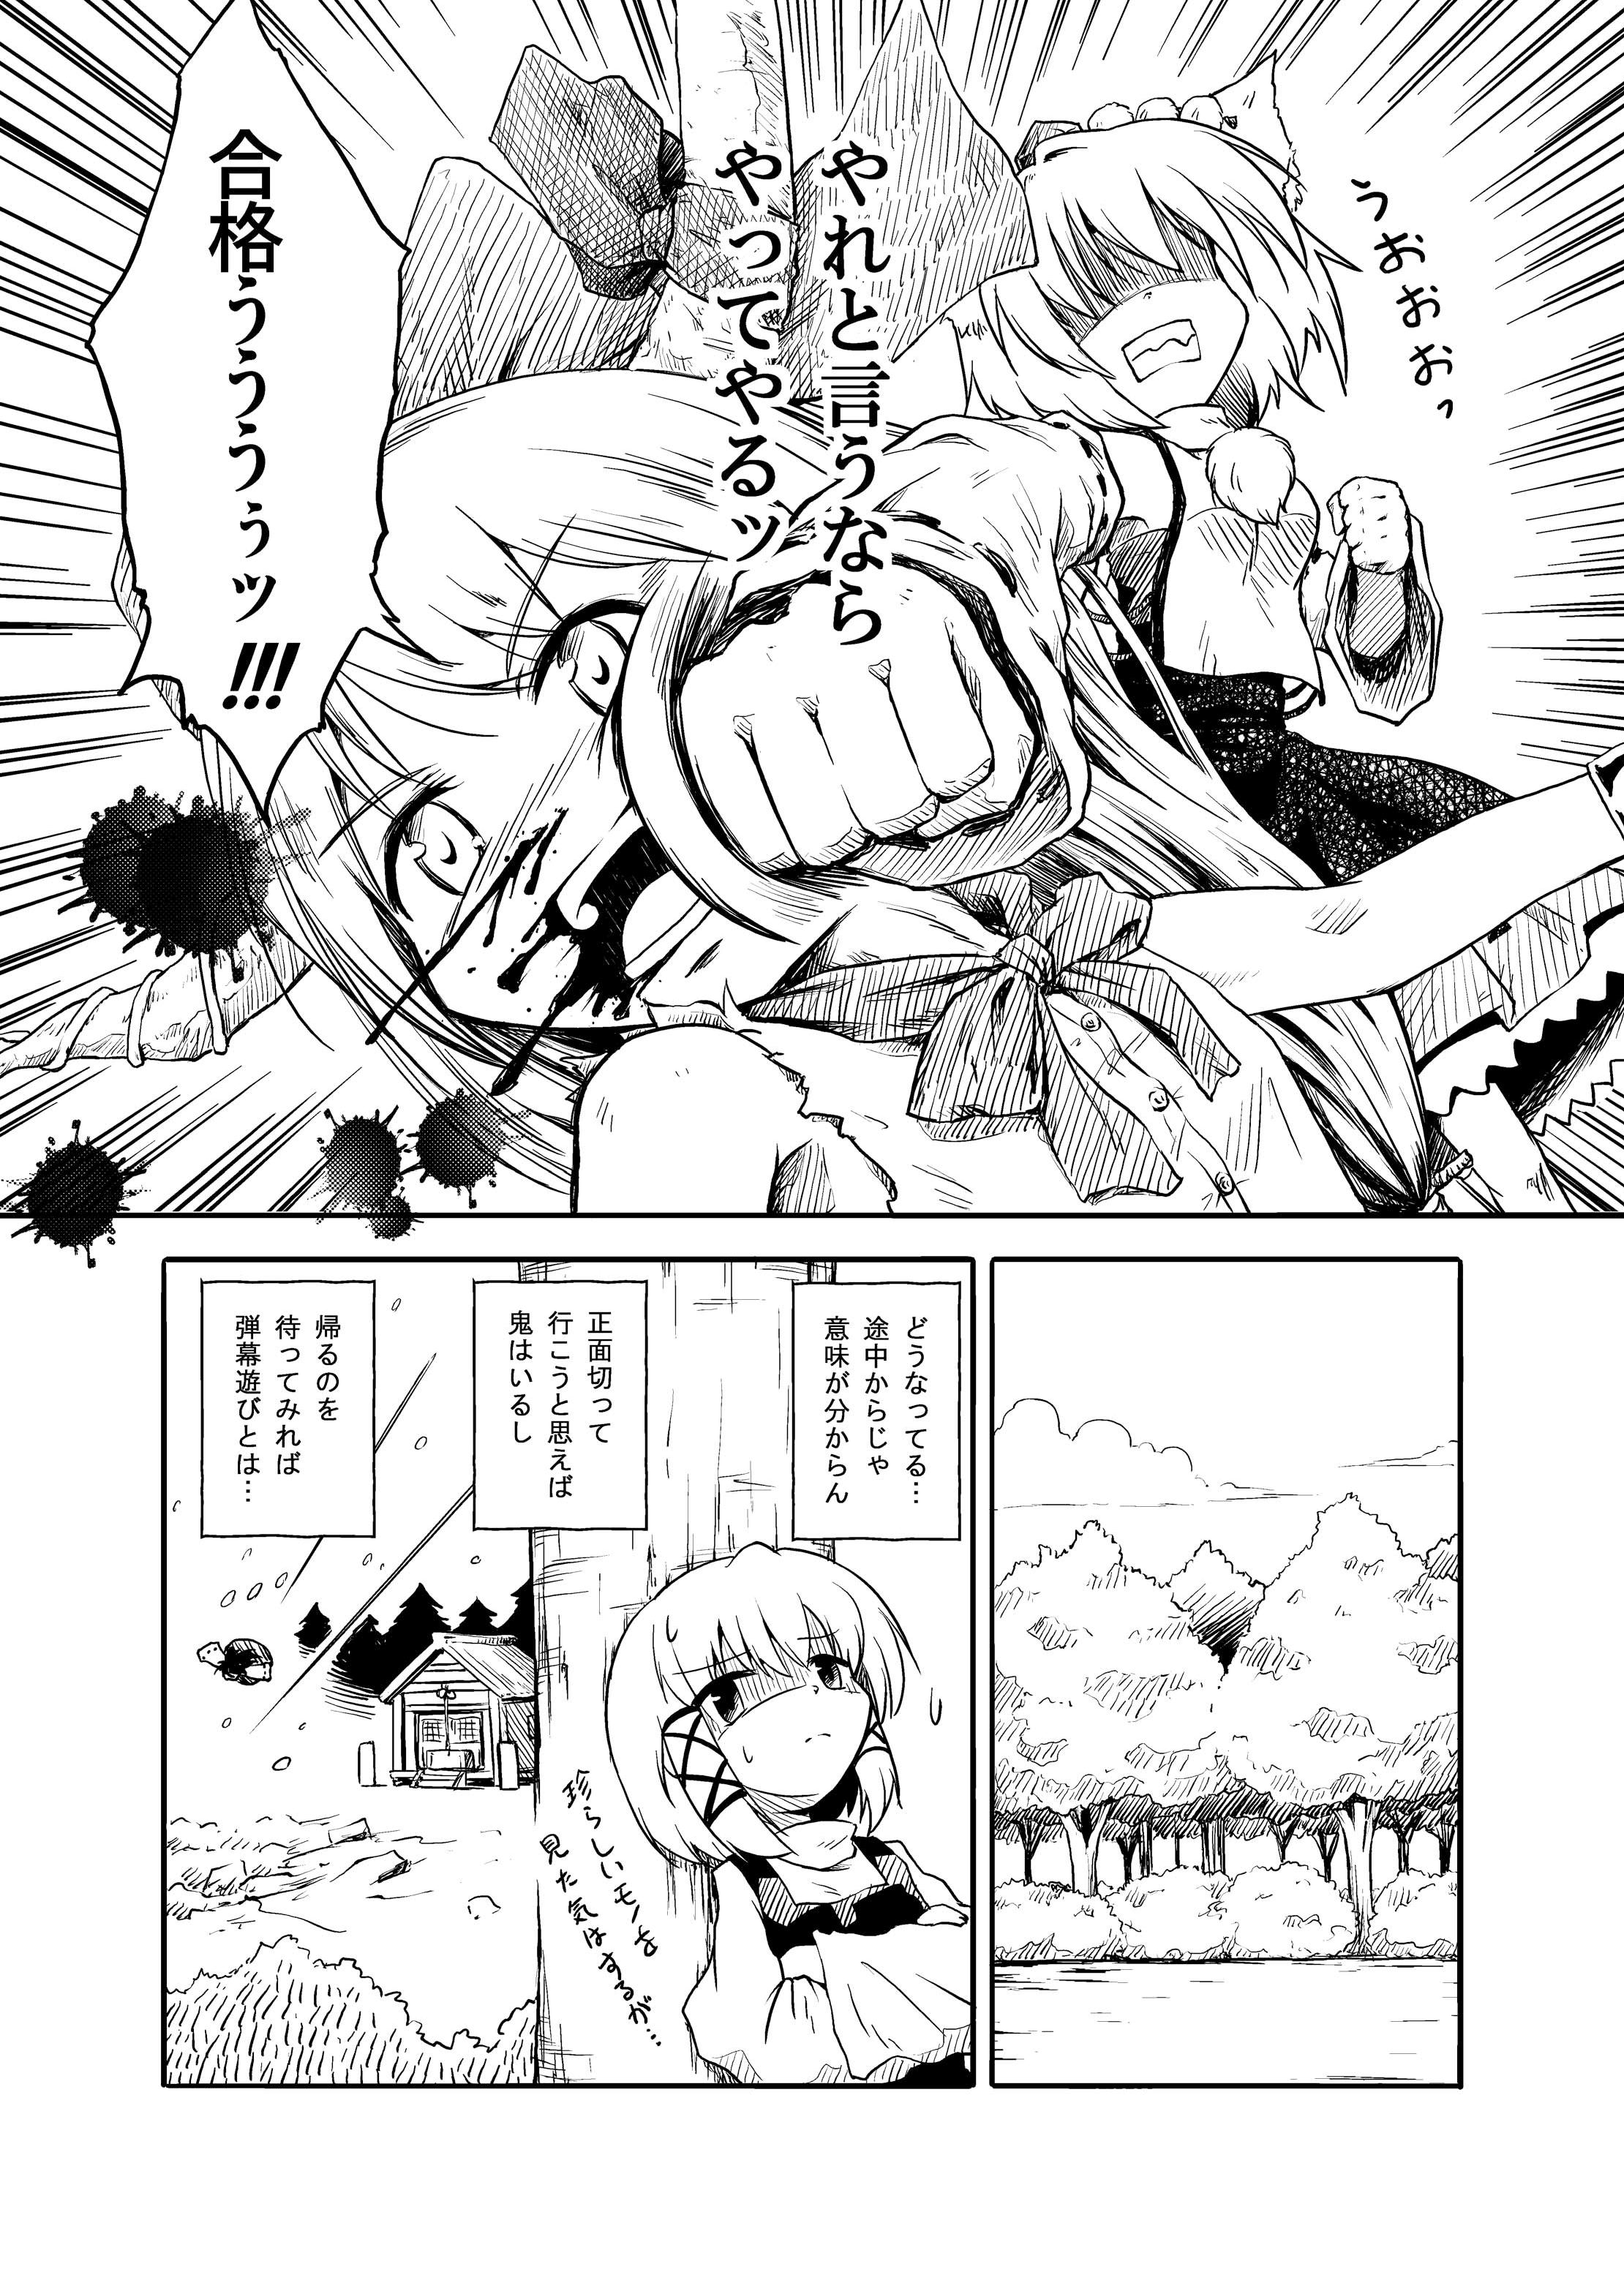 うおおおっ
やれと言うなら
やってやるッ
合格うううぅッ!!!
どうなってる…
途中からじゃ
意味が分からん
正面切って
行こうと思えば
鬼はいるし
帰るのを
待ってみれば
弾幕遊びとは…
珍らしいモノを
見た気はするが…